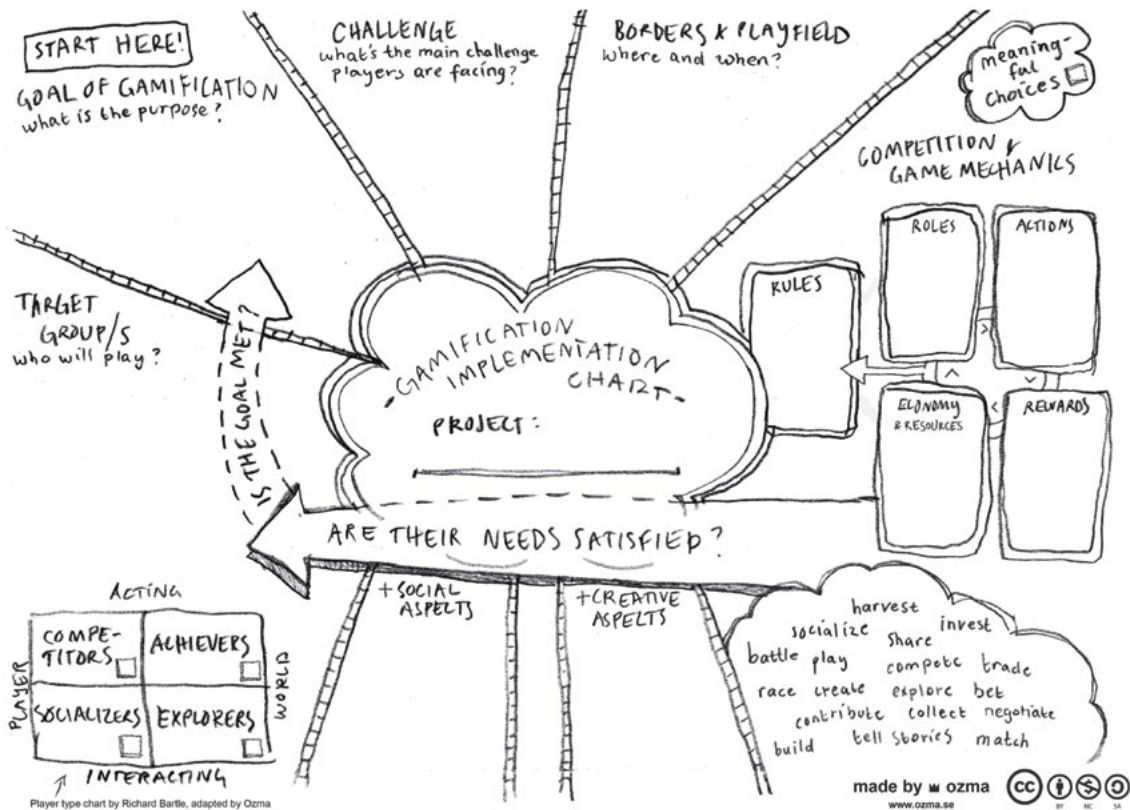 START HERE!
GOAL OF GAMIFICATION
what is the purpose?
CHALLENGE
what's the main challenge
players are facing?
BORDERS & PLAYFIELD
where and when?
meaning-
ful
choices
COMPETITION &
GAME MECHANICS
ROLES
ACTIONS
RULES
ECONOMY
& RESOURCES
REWARDS
TARGET
GROUP/S
who will play?
IS THE GOAL MET?
GAMIFICATION
IMPLEMENTATION
CHART
PROJECT:
ARE THEIR NEEDS SATISFIED?
+SOCIAL
ASPECTS
+CREATIVE
ASPECTS
ACTING
COMPE-
TITORS
ACHIEVERS
PLAYER
WORLD
SOCIALIZERS
EXPLORERS
INTERACTING
Player type chart by Richard Bartle, adapted by Ozma
harvest
socialize
invest
share
battle play compete trade
race create explore bet
contribute collect negotiate
build tell stories match
made by ozma
www.ozma.se
CC
BY NC SA